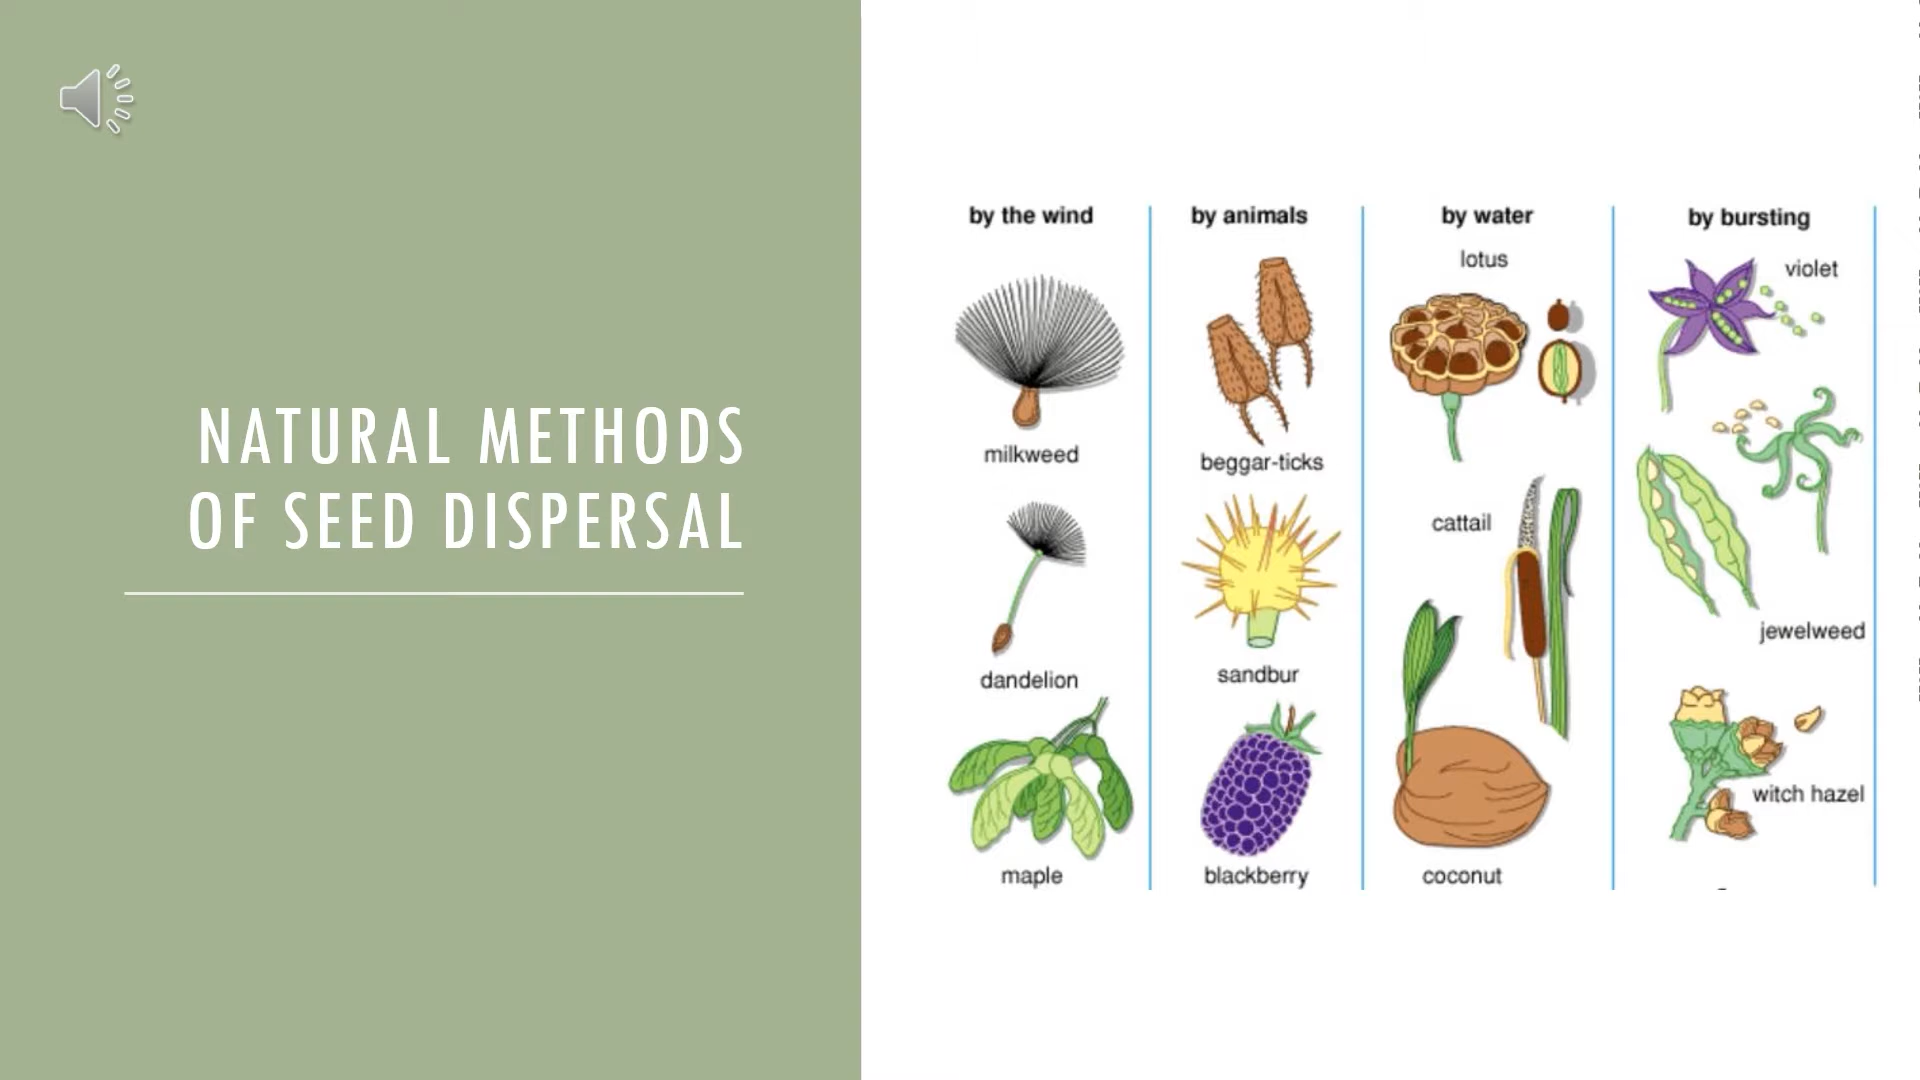 NATURAL METHODS
OF SEED DISPERSAL
by the wind
milkweed
dandelion
maple
by animals
beggar-ticks
sandbur
blackberry
by water
lotus
cattail
coconut
by bursting
violet
jewelweed
witch hazel